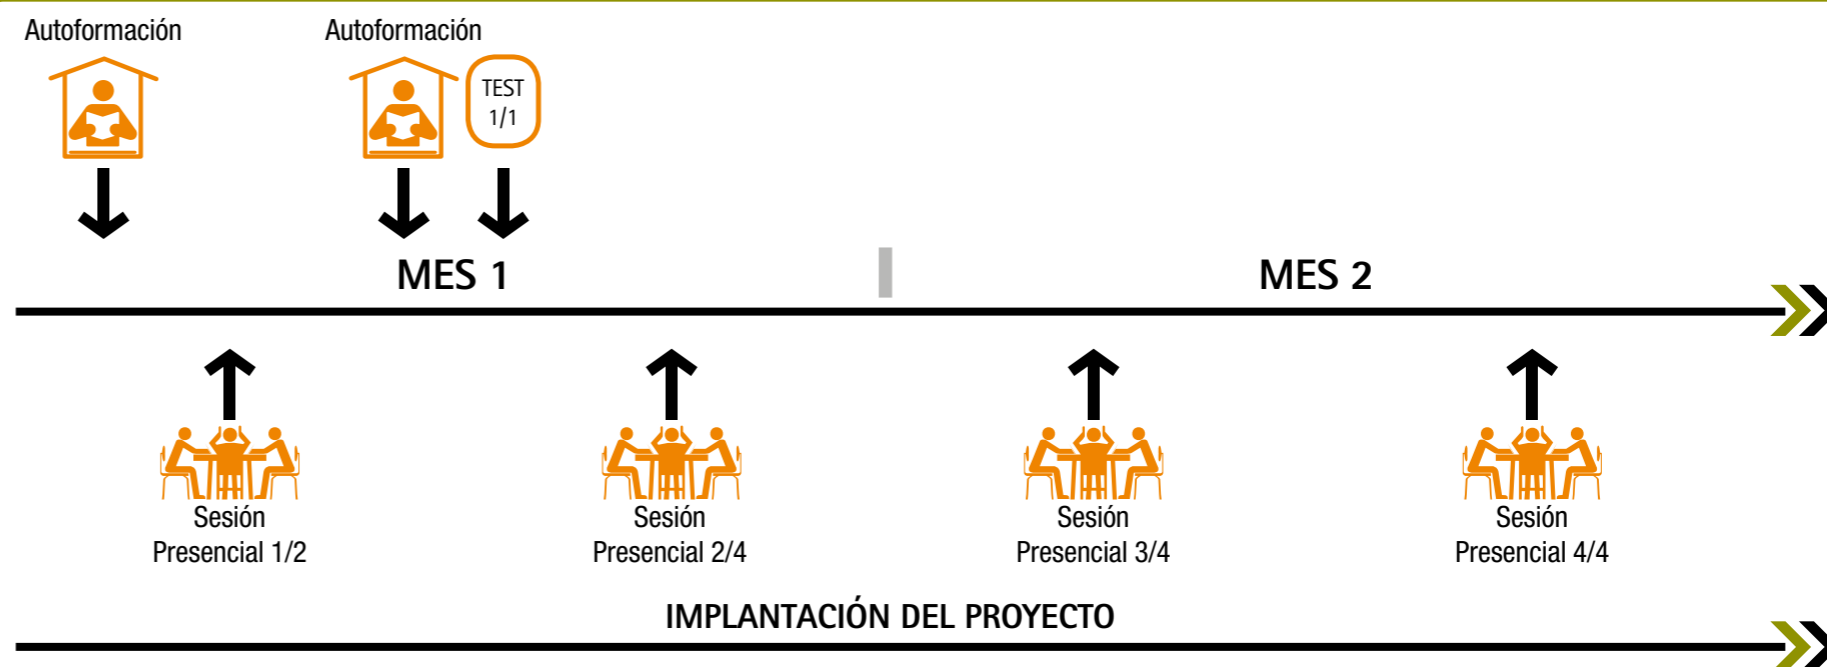 Autoformación
Autoformación
TEST
1/1
MES 1
MES 2
Sesión
Presencial 1/2
Sesión
Presencial 2/4
Sesión
Presencial 3/4
Sesión
Presencial 4/4
IMPLANTACIÓN DEL PROYECTO